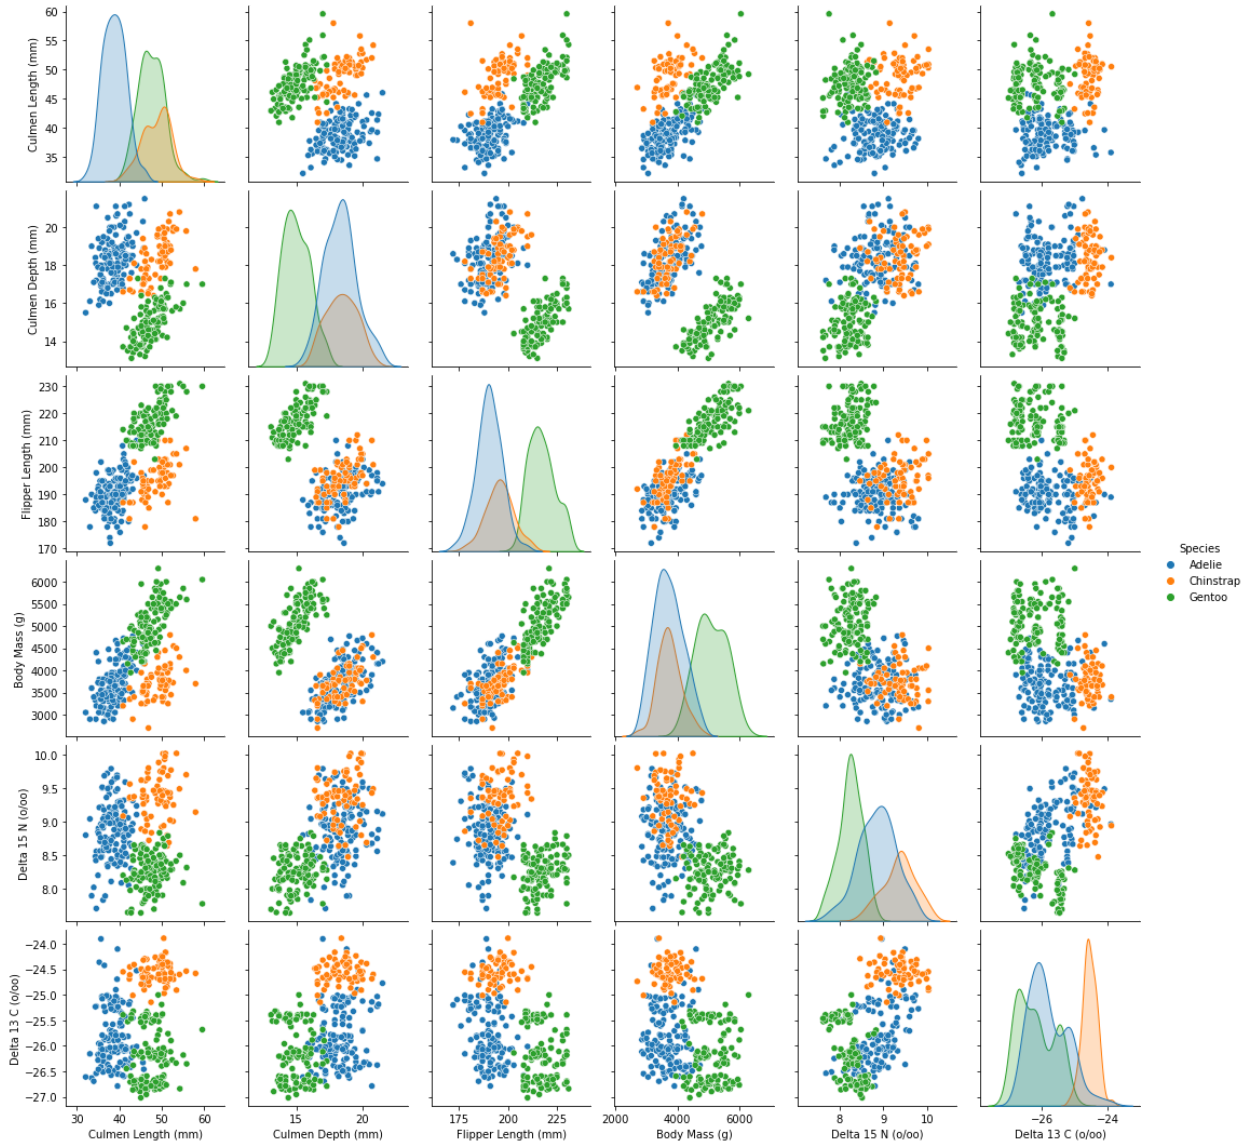 60
55
50
45
40
35
Culmen Length (mm)
20
18
16
14
Culmen Depth (mm)
230
220
210
200
190
180
170
Flipper Length (mm)
Species
Adelie
Chinstrap
Gentoo
6000
5500
5000
4500
4000
3500
3000
Body Mass (g)
10.0
9.5
9.0
8.5
8.0
Delta 15 N (o/oo)
−24.0
−24.5
−25.0
−25.5
−26.0
−26.5
−27.0
Delta 13 C (o/oo)
30 40 50 60
15 20
175 200 225
2000 4000 6000
8 9 10
−26 −24
Culmen Length (mm)
Culmen Depth (mm)
Flipper Length (mm)
Body Mass (g)
Delta 15 N (o/oo)
Delta 13 C (o/oo)